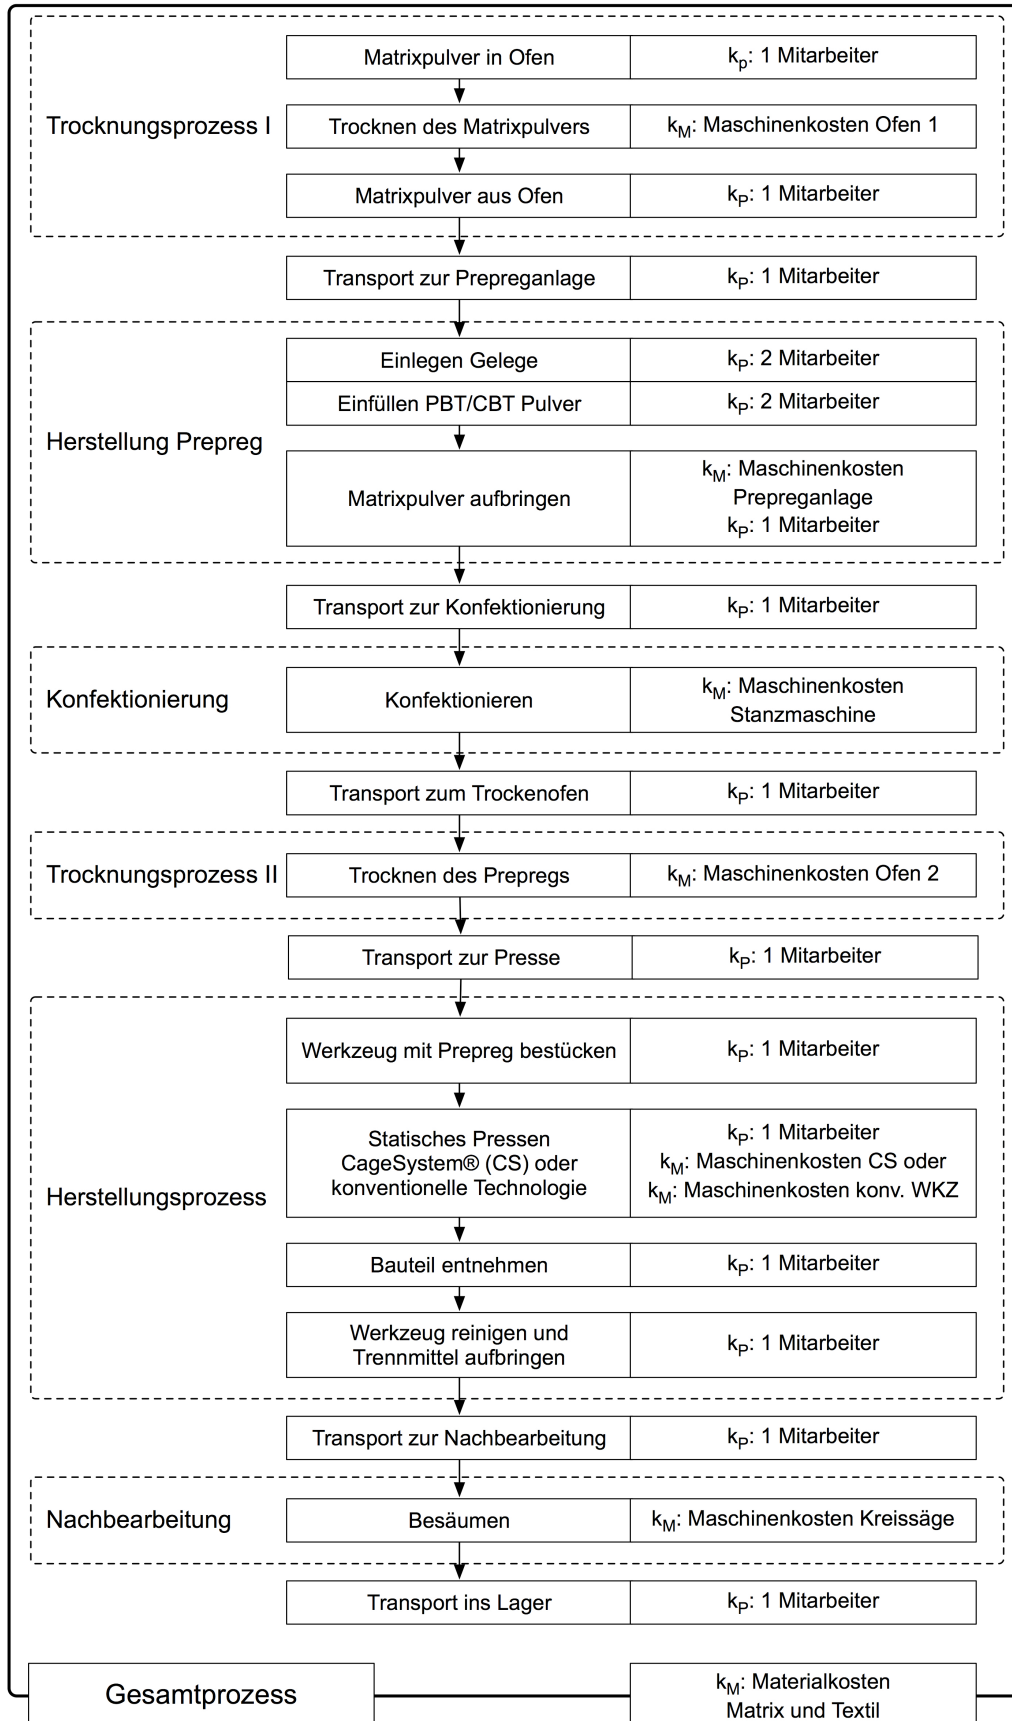 Matrixpulver in Ofen
kp: 1 Mitarbeiter
Trocknungsprozess I
Trocknen des Matrixpulvers
kM: Maschinenkosten Ofen 1
Matrixpulver aus Ofen
kP: 1 Mitarbeiter
Transport zur Prepreganlage
kP: 1 Mitarbeiter
Einlegen Gelege
kP: 2 Mitarbeiter
Einfüllen PBT/CBT Pulver
kP: 2 Mitarbeiter
Herstellung Prepreg
Matrixpulver aufbringen
kM: Maschinenkosten
Prepreganlage
kP: 1 Mitarbeiter
Transport zur Konfektionierung
kP: 1 Mitarbeiter
Konfektionierung
Konfektionieren
kM: Maschinenkosten
Stanzmaschine
Transport zum Trockenofen
kP: 1 Mitarbeiter
Trocknungsprozess II
Trocknen des Prepregs
kM: Maschinenkosten Ofen 2
Transport zur Presse
kP: 1 Mitarbeiter
Werkzeug mit Prepreg bestücken
kP: 1 Mitarbeiter
Herstellungsprozess
Statisches Pressen
CageSystem® (CS) oder
konventionelle Technologie
kP: 1 Mitarbeiter
kM: Maschinenkosten CS oder
kM: Maschinenkosten konv. WKZ
Bauteil entnehmen
kP: 1 Mitarbeiter
Werkzeug reinigen und
Trennmittel aufbringen
kP: 1 Mitarbeiter
Transport zur Nachbearbeitung
kP: 1 Mitarbeiter
Nachbearbeitung
Besäumen
kM: Maschinenkosten Kreissäge
Transport ins Lager
kP: 1 Mitarbeiter
Gesamtprozess
kM: Materialkosten
Matrix und Textil